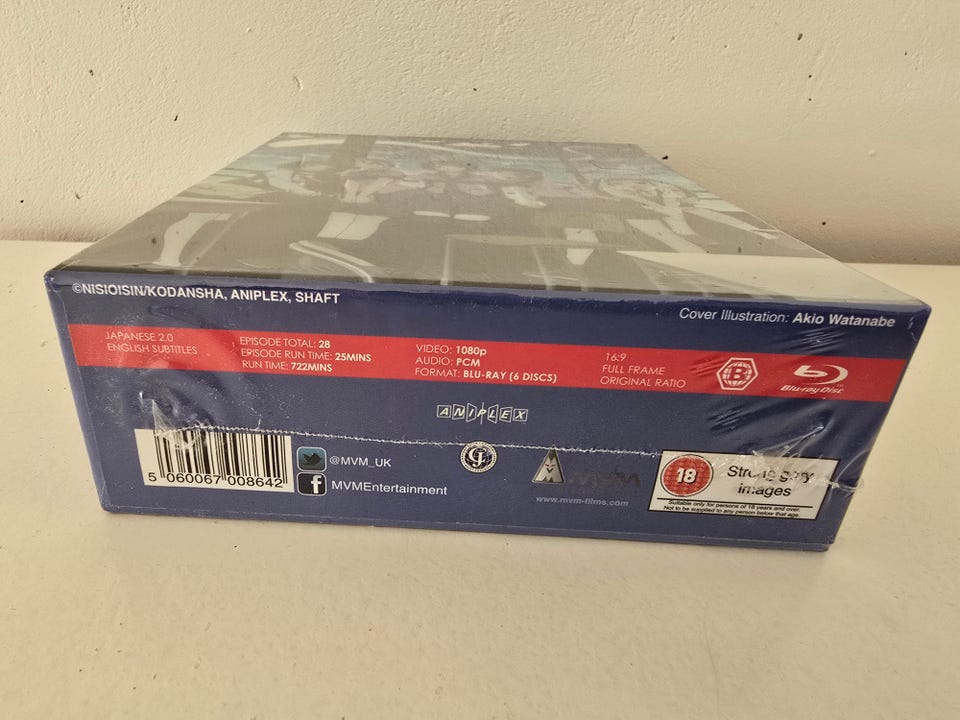 ©NISIOISIN/KODANSHA, ANIPLEX, SHAFT
Cover Illustration: Akio Watanabe
JAPANESE 2.0
ENGLISH SUBTITLES
EPISODE TOTAL: 28
EPISODE RUN TIME: 25MINS
RUN TIME: 722MINS
VIDEO: 1080p
AUDIO: PCM
FORMAT: BLU-RAY (6 DISCS)
16:9
FULL FRAME
ORIGINAL RATIO
B
Blu-ray Disc
ANIPLEX
5 060067 008642
@MVM_UK
MVMEntertainment
MVM
www.mvm-films.com
18
Strong gory
images
Suitable only for persons of 18 years and over.
Not to be supplied to any person below that age.